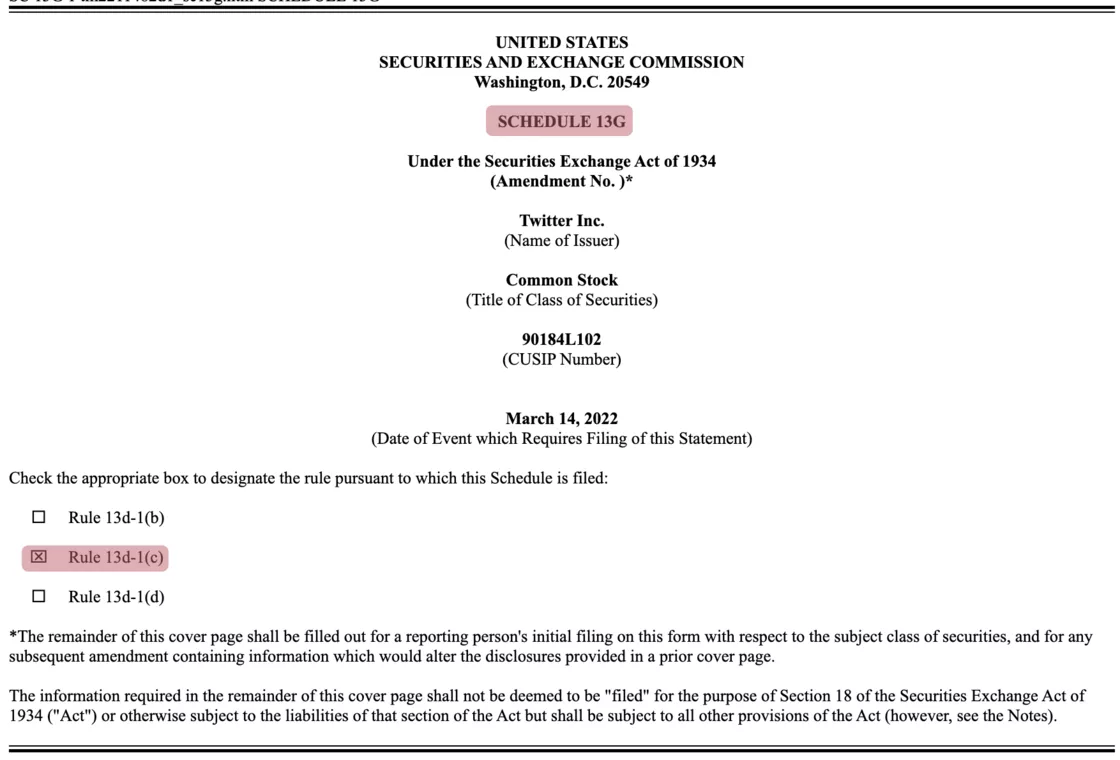 UNITED STATES
SECURITIES AND EXCHANGE COMMISSION
Washington, D.C. 20549
SCHEDULE 13G
Under the Securities Exchange Act of 1934
(Amendment No. )*
Twitter Inc.
(Name of Issuer)
Common Stock
(Title of Class of Securities)
90184L102
(CUSIP Number)
March 14, 2022
(Date of Event which Requires Filing of this Statement)
Check the appropriate box to designate the rule pursuant to which this Schedule is filed:
☐ Rule 13d-1(b)
☒ Rule 13d-1(c)
☐ Rule 13d-1(d)
*The remainder of this cover page shall be filled out for a reporting person's initial filing on this form with respect to the subject class of securities, and for any
subsequent amendment containing information which would alter the disclosures provided in a prior cover page.
The information required in the remainder of this cover page shall not be deemed to be "filed" for the purpose of Section 18 of the Securities Exchange Act of
1934 ("Act") or otherwise subject to the liabilities of that section of the Act but shall be subject to all other provisions of the Act (however, see the Notes).